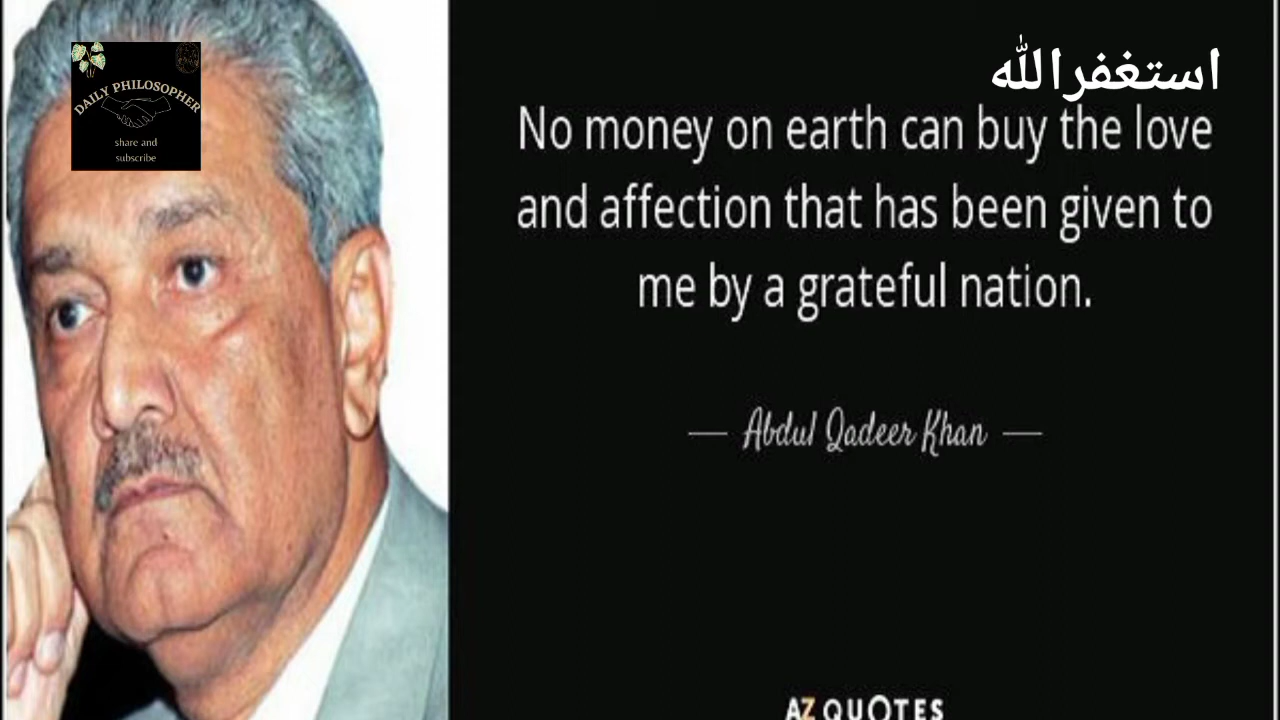 DAILY PHILOSOPHER
share and
subscribe
استغفرالله
No money on earth can buy the love
and affection that has been given to
me by a grateful nation.
— Abdul Qadeer Khan —
AZ QUOTES